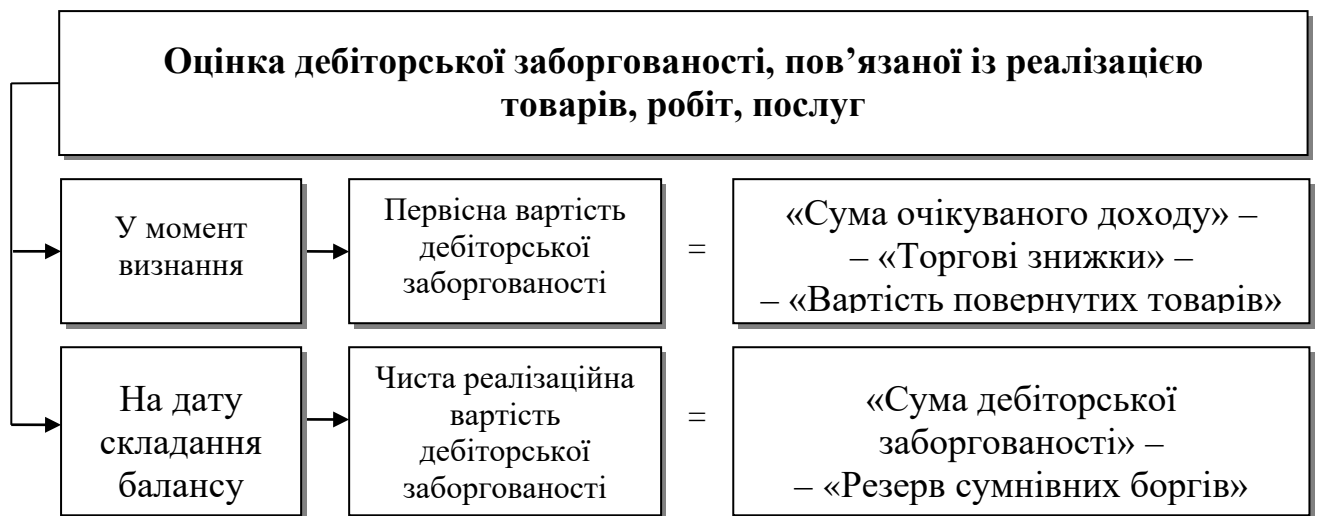 Оцінка дебіторської заборгованості, пов’язаної із реалізацією
товарів, робіт, послуг
У момент
визнання
Первісна вартість
дебіторської
заборгованості
=
«Сума очікуваного доходу» –
– «Торгові знижки» –
– «Вартість повернутих товарів»
На дату
складання
балансу
Чиста реалізаційна
вартість
дебіторської
заборгованості
=
«Сума дебіторської
заборгованості» –
– «Резерв сумнівних боргів»